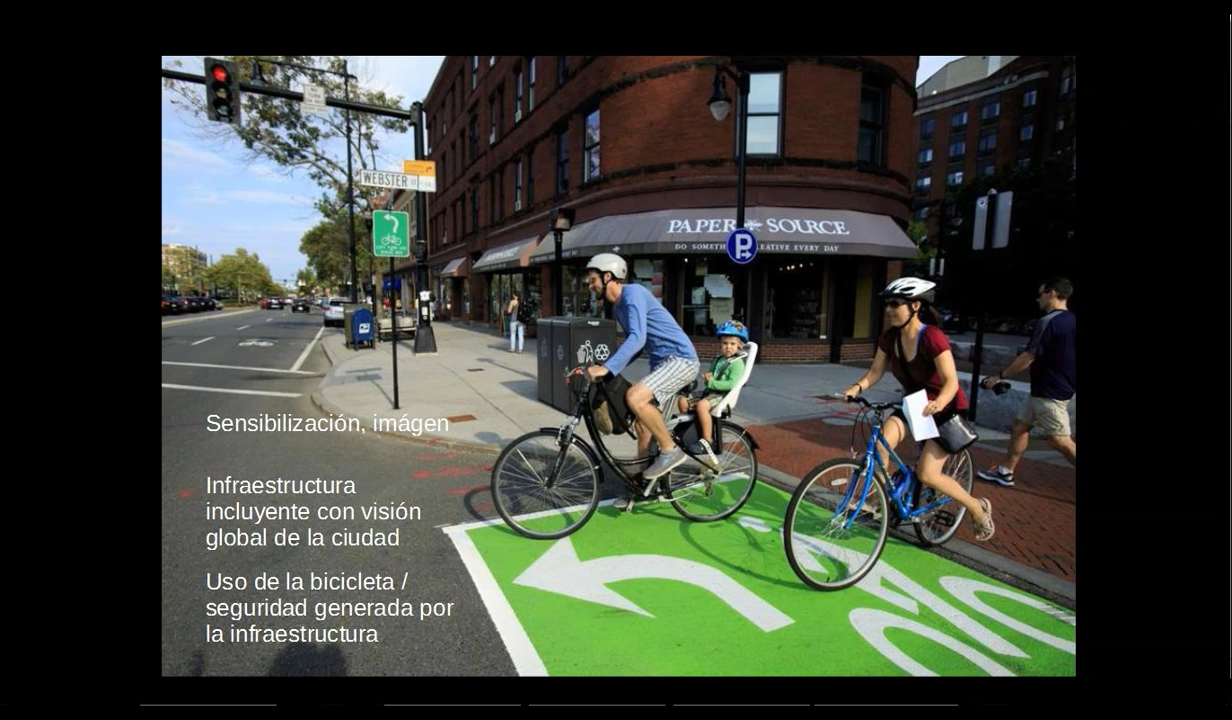 WEBSTER
PAPER SOURCE
DO SOMETHING CREATIVE EVERY DAY
P
Sensibilización, imágen
Infraestructura
incluyente con visión
global de la ciudad
Uso de la bicicleta /
seguridad generada por
la infraestructura